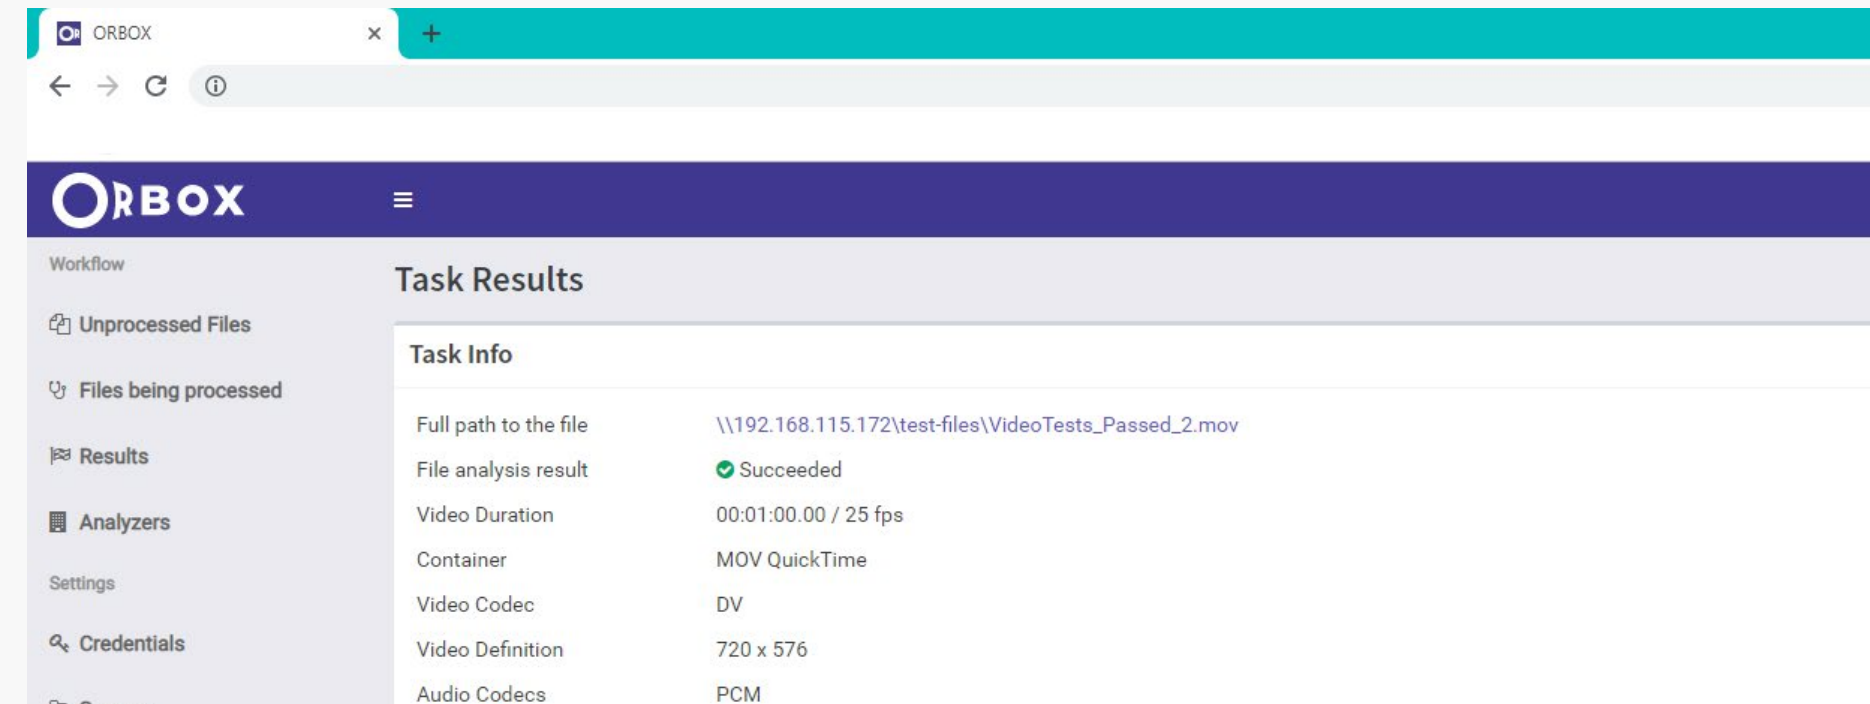 ORBOX
ORBOX
Workflow
Unprocessed Files
Files being processed
Results
Analyzers
Settings
Credentials
Task Results
Task Info
Full path to the file \\192.168.115.172\test-files\VideoTests_Passed_2.mov
File analysis result Succeeded
Video Duration 00:01:00.00 / 25 fps
Container MOV QuickTime
Video Codec DV
Video Definition 720 x 576
Audio Codecs PCM